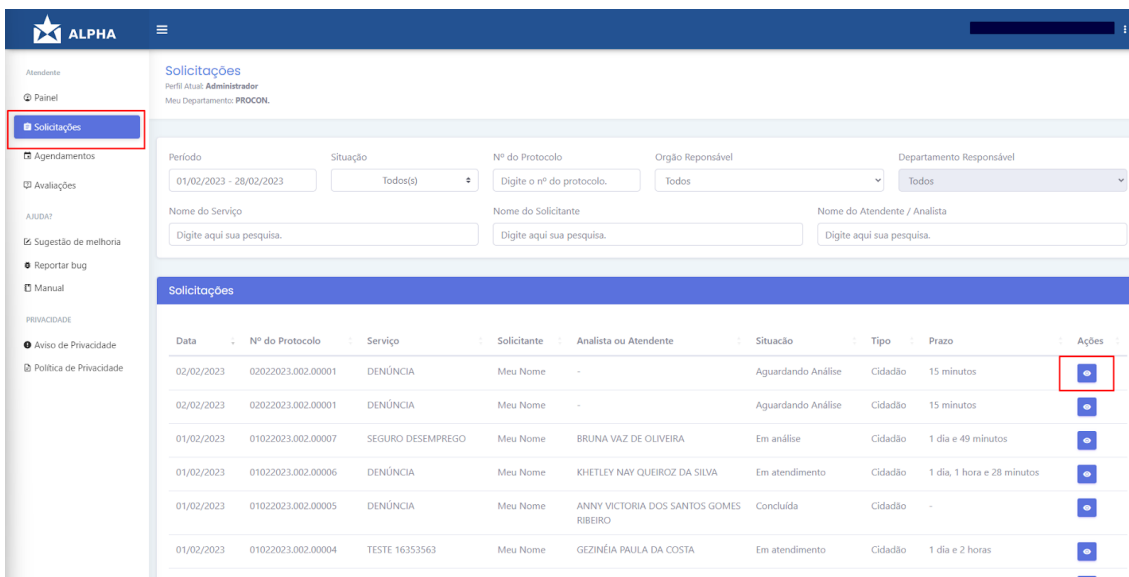 ALPHA
Atendente
Painel
Solicitações
Agendamentos
Avaliações
AJUDA?
Sugestão de melhoria
Reportar bug
Manual
PRIVACIDADE
Aviso de Privacidade
Política de Privacidade
Solicitações
Perfil Atual: Administrador
Meu Departamento: PROCON.
Período Situação Nº do Protocolo Orgão Reponsável Departamento Responsável
01/02/2023 - 28/02/2023 Todos(s) Digite o nº do protocolo. Todos Todos
Nome do Serviço Nome do Solicitante Nome do Atendente / Analista
Digite aqui sua pesquisa. Digite aqui sua pesquisa. Digite aqui sua pesquisa.
Solicitações
Data Nº do Protocolo Serviço Solicitante Analista ou Atendente Situacão Tipo Prazo Ações
02/02/2023 02022023.002.00001 DENÚNCIA Meu Nome - Aguardando Análise Cidadão 15 minutos
02/02/2023 02022023.002.00001 DENÚNCIA Meu Nome - Aguardando Análise Cidadão 15 minutos
01/02/2023 01022023.002.00007 SEGURO DESEMPREGO Meu Nome BRUNA VAZ DE OLIVEIRA Em análise Cidadão 1 dia e 49 minutos
01/02/2023 01022023.002.00006 DENÚNCIA Meu Nome KHETLEY NAY QUEIROZ DA SILVA Em atendimento Cidadão 1 dia, 1 hora e 28 minutos
01/02/2023 01022023.002.00005 DENÚNCIA Meu Nome ANNY VICTORIA DOS SANTOS GOMES Concluída Cidadão -
RIBEIRO
01/02/2023 01022023.002.00004 TESTE 16353563 Meu Nome GEZINÉIA PAULA DA COSTA Em atendimento Cidadão 1 dia e 2 horas